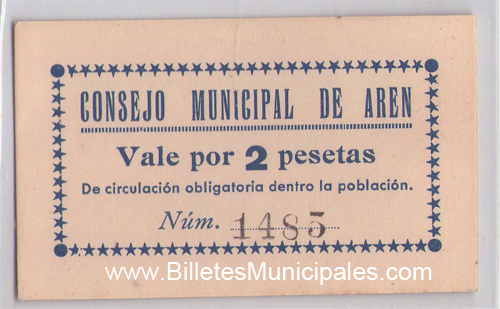 CONSEJO MUNICIPAL DE AREN
Vale por 2 pesetas
De circulación obligatoria dentro la población.
Núm. 1485
www.BilletesMunicipales.com